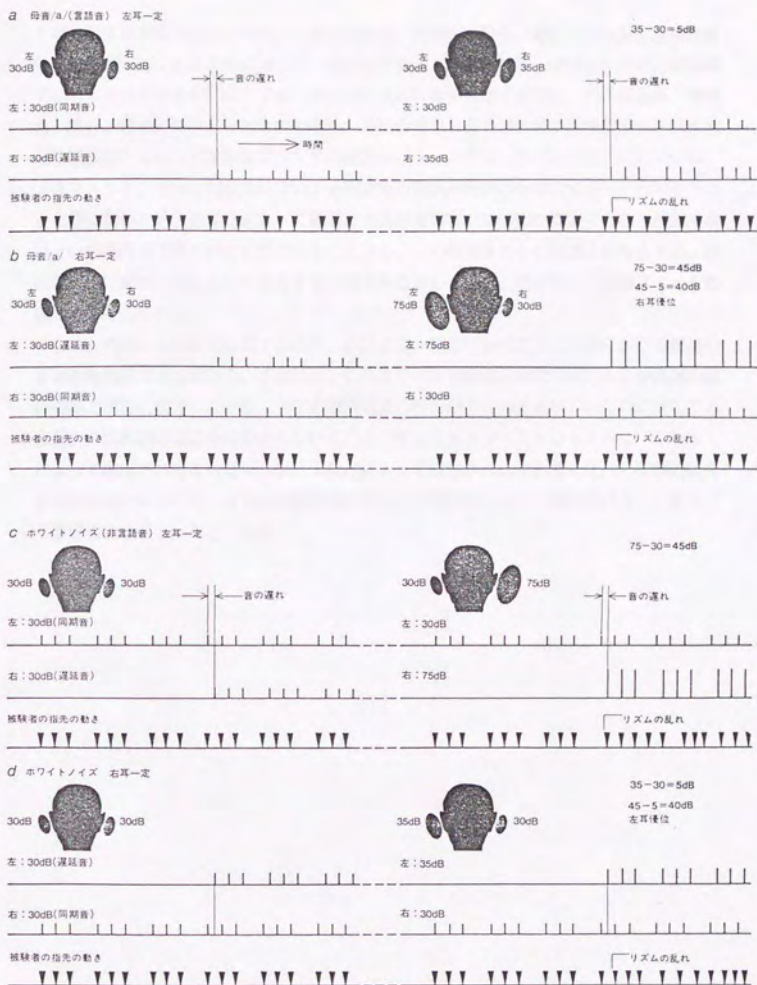 a 母音/a/(言語音) 左耳一定
35−30=5dB
左
30dB
右
30dB
音の遅れ
左
30dB
右
35dB
音の遅れ
左:30dB(同期音)
左:30dB
時間
右:30dB(遅延音)
右:35dB
被験者の指先の動き
リズムの乱れ
b 母音/a/ 右耳一定
75−30=45dB
45−5=40dB
右耳優位
左
30dB
右
30dB
左
75dB
右
30dB
左:30dB(遅延音)
左:75dB
右:30dB(同期音)
右:30dB
被験者の指先の動き
リズムの乱れ
c ホワイトノイズ(非言語音) 左耳一定
75−30=45dB
30dB
30dB
音の遅れ
30dB
75dB
音の遅れ
左:30dB(同期音)
左:30dB
右:30dB(遅延音)
右:75dB
被験者の指先の動き
リズムの乱れ
d ホワイトノイズ 右耳一定
35−30=5dB
45−5=40dB
左耳優位
30dB
30dB
35dB
30dB
左:30dB(遅延音)
左:35dB
右:30dB(同期音)
右:30dB
被験者の指先の動き
リズムの乱れ